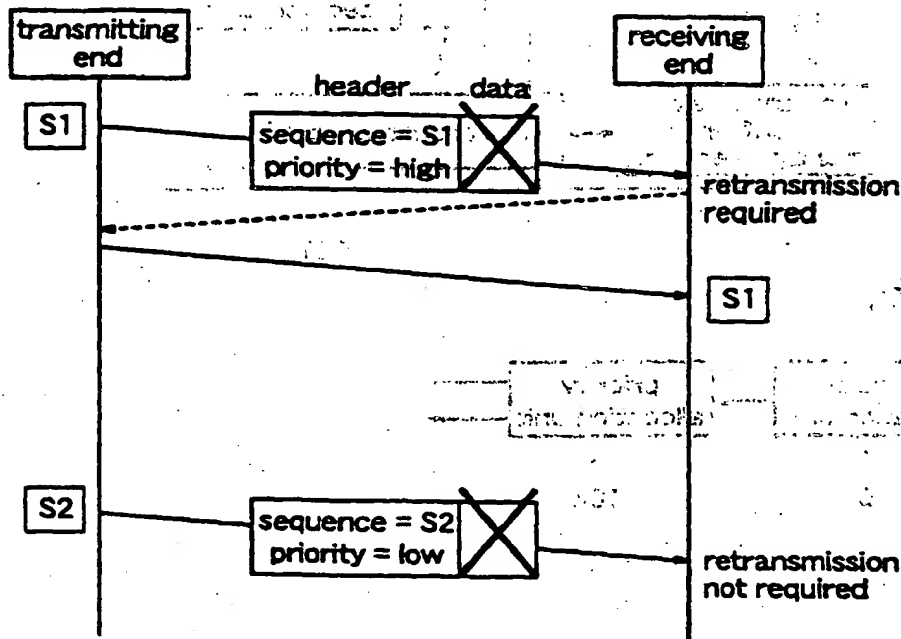 transmitting
end
receiving
end
header
data
S1
sequence = S1
priority = high
retransmission
required
S1
S2
sequence = S2
priority = low
retransmission
not required